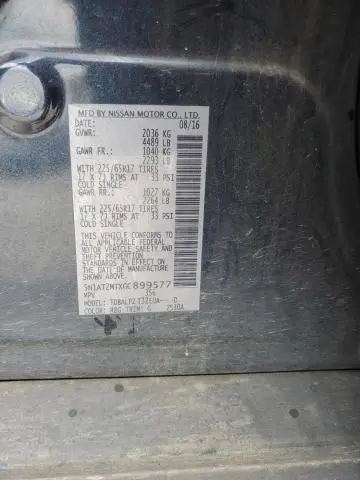 MFD BY NISSAN MOTOR CO., LTD.
DATE: 08/16
GVWR: 2036 KG
4489 LB
GAWR FR.: 1040 KG
2293 LB
WITH 225/65R17 TIRES
17 X 7J RIMS AT 33 PSI
COLD SINGLE
GAWR RR.: 1027 KG
2264 LB
WITH 225/65R17 TIRES
17 X 7J RIMS AT 33 PSI
COLD SINGLE
THIS VEHICLE CONFORMS TO ALL
APPLICABLE FEDERAL MOTOR
VEHICLE SAFETY AND THEFT
PREVENTION STANDARDS
IN EFFECT ON THE
DATE OF MANUFACTURE
SHOWN ABOVE
5N1AT2MTXGC899577
MPV 356
MODEL:
COLOR: RBG TRIM: G